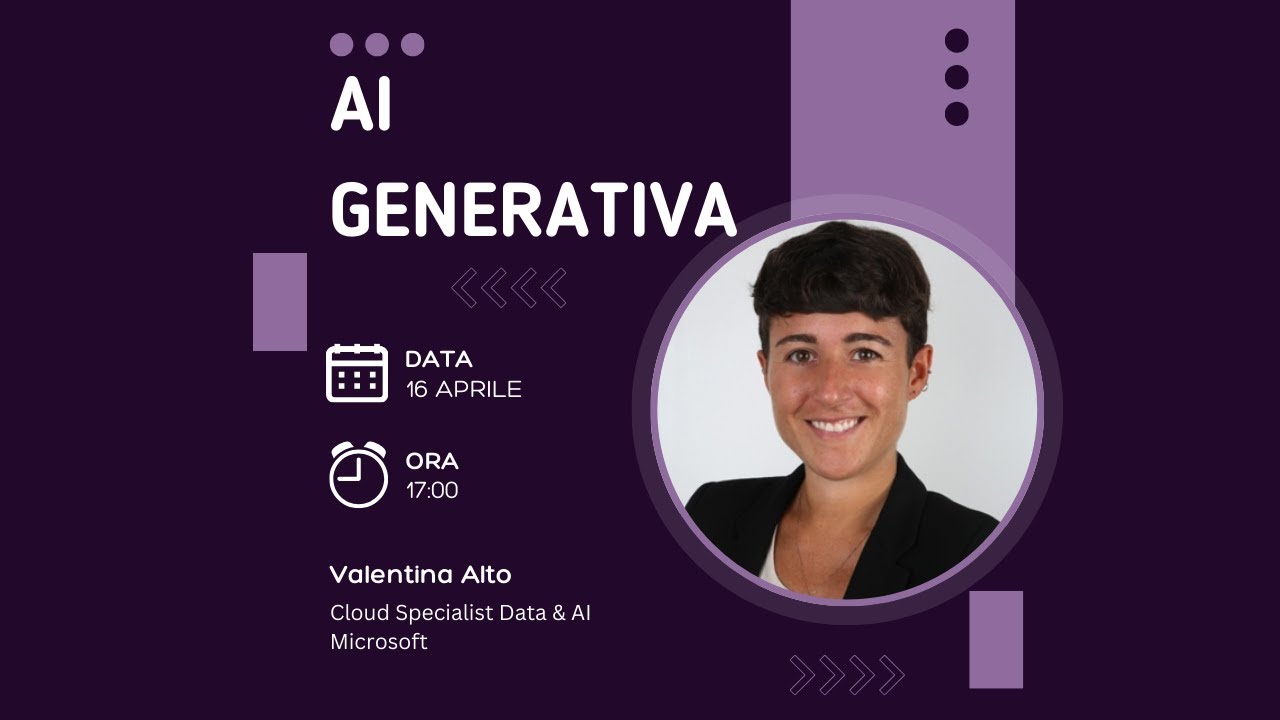 AI
GENERATIVA
DATA
16 APRILE
ORA
17:00
Valentina Alto
Cloud Specialist Data & AI
Microsoft